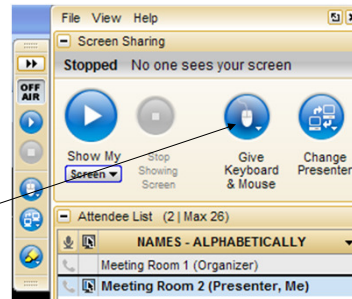 File View Help
Screen Sharing
Stopped No one sees your screen
OFF
AIR
Show My
Screen
Stop
Showing
Screen
Give
Keyboard
& Mouse
Change
Presenter
Attendee List (2 | Max 26)
NAMES - ALPHABETICALLY
Meeting Room 1 (Organizer)
Meeting Room 2 (Presenter, Me)